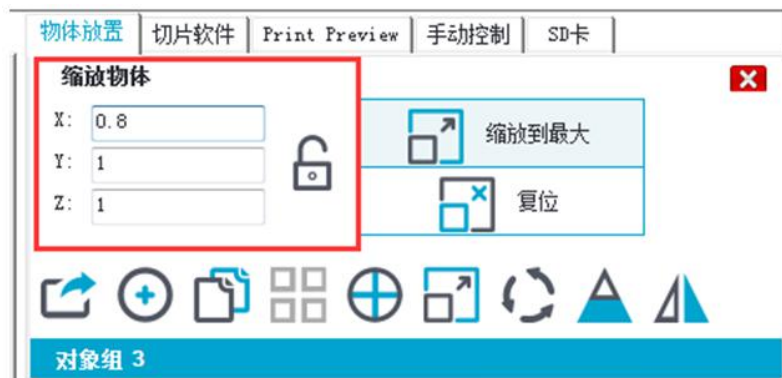 物体放置 切片软件 Print Preview 手动控制 SD卡
缩放物体
X: 0.8
Y: 1
Z: 1
缩放到最大
复位
对象组 3